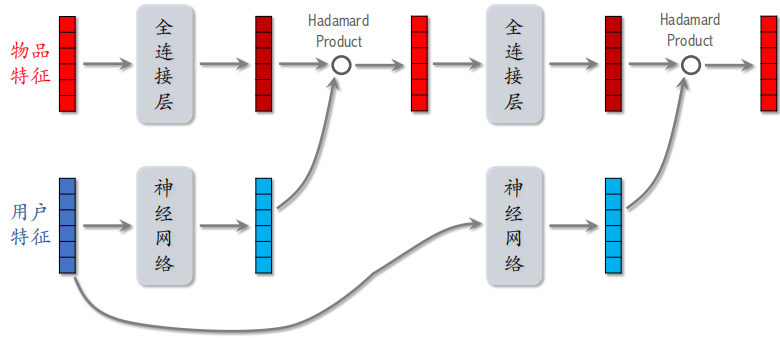 物品
特征
全
连
接
层
Hadamard
Product
全
连
接
层
Hadamard
Product
用户
特征
神
经
网
络
神
经
网
络